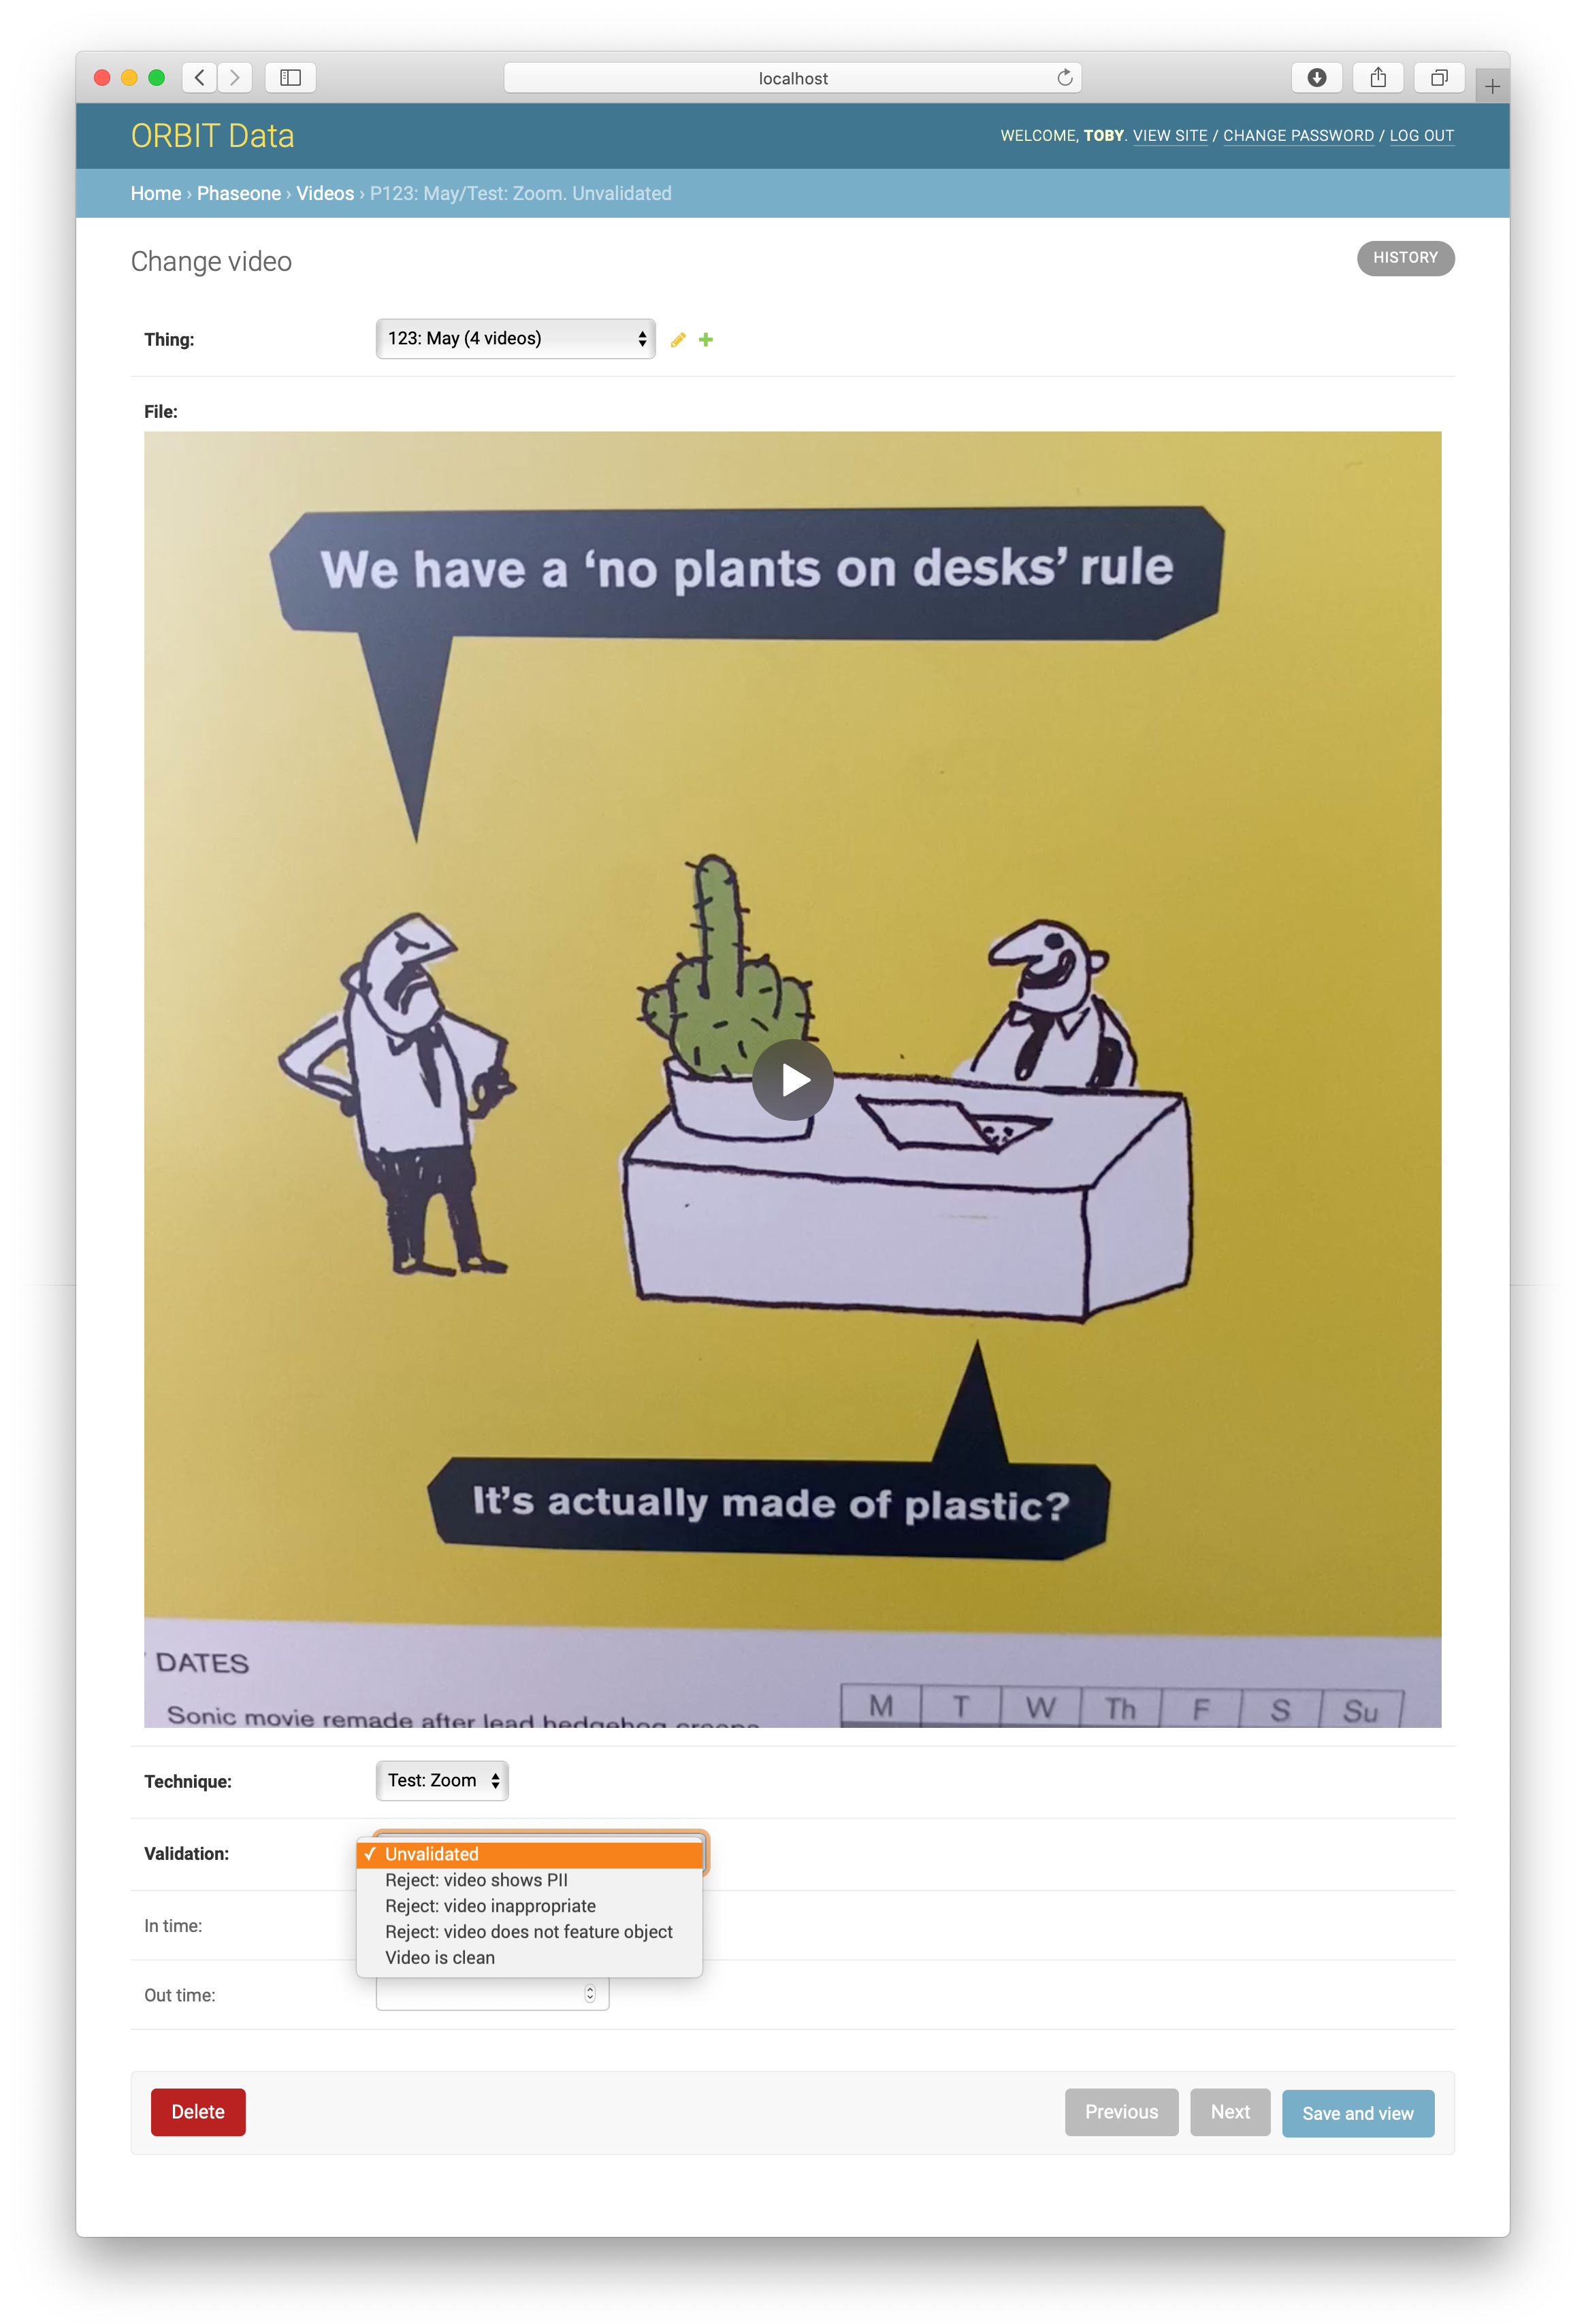 localhost
ORBIT Data
WELCOME, TOBY. VIEW SITE / CHANGE PASSWORD / LOG OUT
Home › Phaseone › Videos › P123: May/Test: Zoom. Unvalidated
Change video
HISTORY
Thing:
123: May (4 videos)
File:
We have a ‘no plants on desks’ rule
It’s actually made of plastic?
DATES
Sonic movie remade after lead hedgehog creeps
M T W Th F S Su
Technique:
Test: Zoom
Validation:
✓ Unvalidated
Reject: video shows PII
Reject: video inappropriate
Reject: video does not feature object
Video is clean
In time:
Out time:
Delete
Previous
Next
Save and view